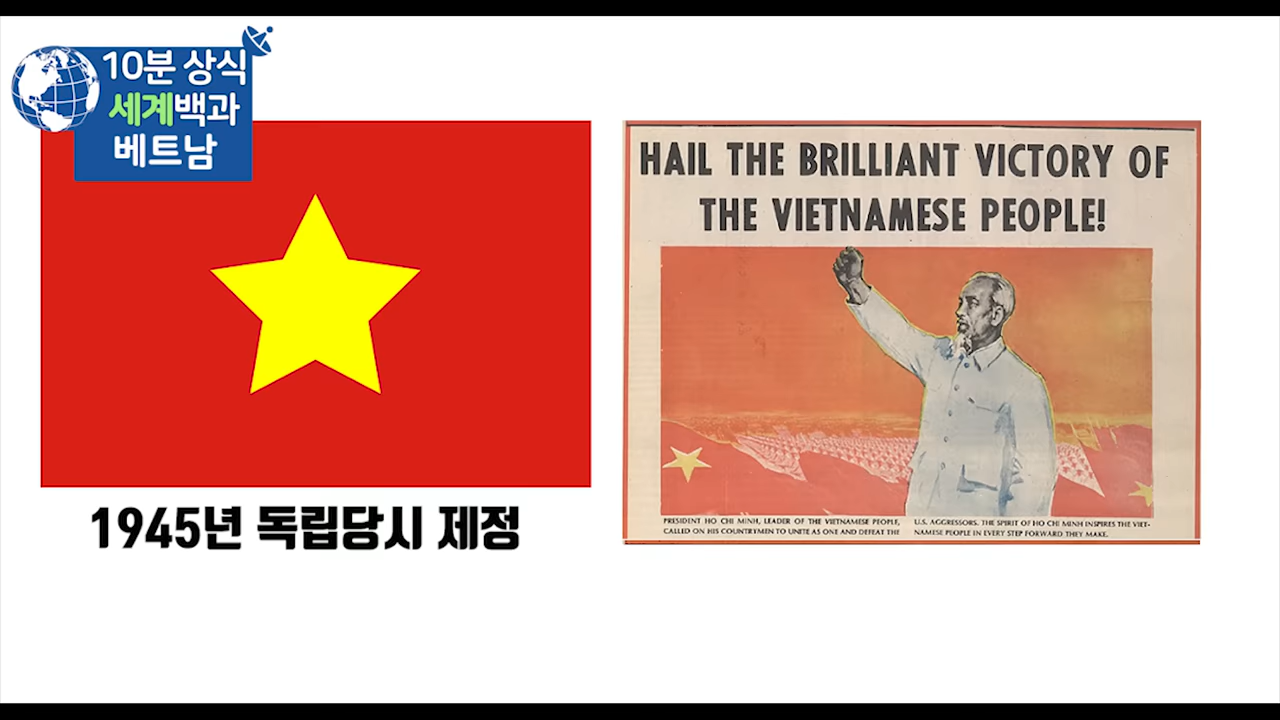 10분 상식
세계백과
베트남
HAIL THE BRILLIANT VICTORY OF
THE VIETNAMESE PEOPLE!
PRESIDENT HO CHI MINH, LEADER OF THE VIETNAMESE PEOPLE,
CALLED ON HIS COUNTRYMEN TO UNITE AS ONE AND DEFEAT THE
U.S. AGGRESSORS. THE SPIRIT OF HO CHI MINH INSPIRES THE VIET-
NAMESE PEOPLE IN EVERY STEP FORWARD THEY MAKE.
1945년 독립당시 제정